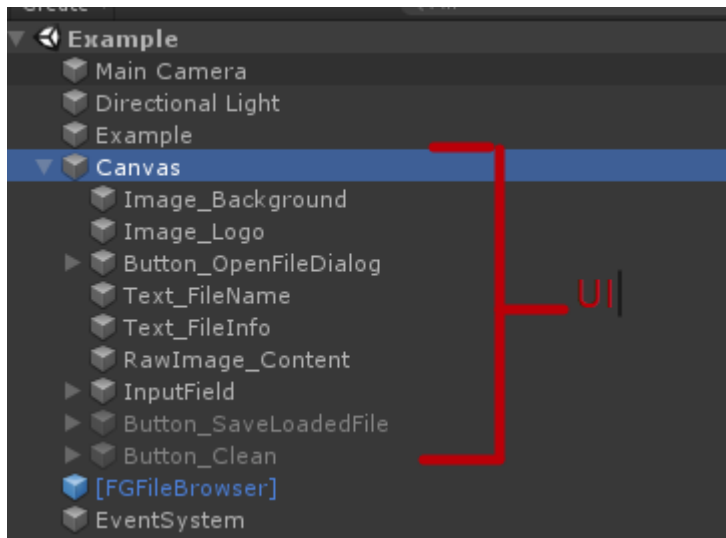 Example
Main Camera
Directional Light
Example
Canvas
Image_Background
Image_Logo
Button_OpenFileDialog
Text_FileName
Text_FileInfo
RawImage_Content
InputField
Button_SaveLoadedFile
Button_Clean
[FGFileBrowser]
EventSystem
UI